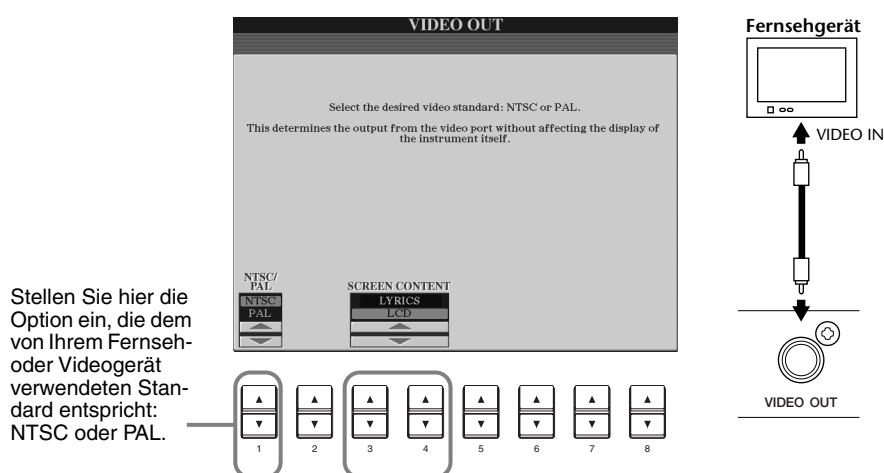 VIDEO OUT
Select the desired video standard: NTSC or PAL.
This determines the output from the video port without affecting the display of
the instrument itself.
NTSC/
PAL
NTSC
PAL
SCREEN CONTENT
LYRICS
LCD
Stellen Sie hier die
Option ein, die dem
von Ihrem Fernseh-
oder Videogerät
verwendeten Stan-
dard entspricht:
NTSC oder PAL.
1 2 3 4 5 6 7 8
Fernsehgerät
VIDEO IN
VIDEO OUT